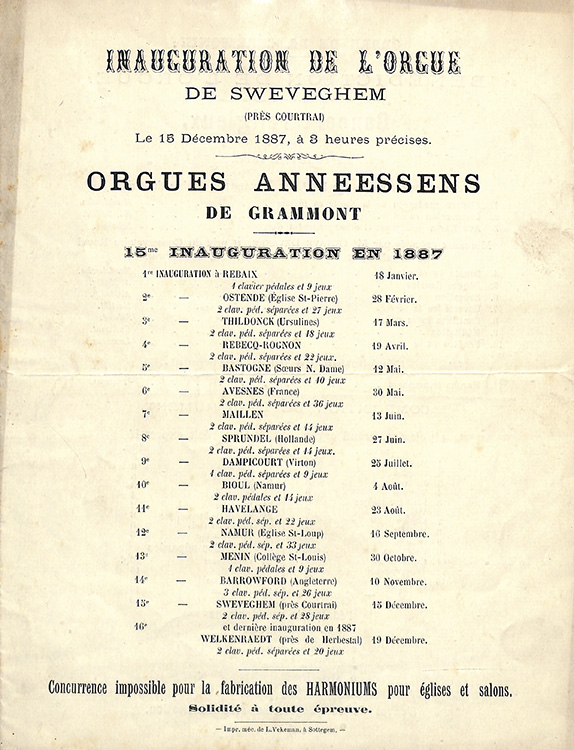 INAUGURATION DE L'ORGUE
DE SWEVEGHEM
(PRÈS COURTRAI)
Le 15 Décembre 1887, à 3 heures précises.
ORGUES ANNEESSENS
DE GRAMMONT
15me INAUGURATION EN 1887
1re INAUGURATION à REBAIX 18 Janvier.
1 clavier pédales et 9 jeux
2e — OSTENDE (Église St-Pierre) 28 Février.
2 clav. péd. séparées et 27 jeux
3e — THILDONCK (Ursulines) 17 Mars.
2 clav. péd. séparées et 18 jeux
4e — REBECQ-ROGNON 19 Avril.
2 clav. péd. séparées et 22 jeux.
5e — BASTOGNE (Sœurs N. Dame) 12 Mai.
2 clav. péd. séparées et 10 jeux
6e — AVESNES (France) 30 Mai.
2 clav. péd. séparées et 36 jeux
7e — MAILLEN 13 Juin.
2 clav. péd. séparées et 14 jeux
8e — SPRUNDEL (Hollande) 27 Juin.
2 clav. péd. séparées et 14 jeux.
9e — DAMPICOURT (Virton) 25 Juillet.
1 clav. péd. séparées et 9 jeux
10e — BIOUL (Namur) 4 Août.
2 clav. pédales et 14 jeux
11e — HAVELANGE 23 Août.
2 clav. péd. sép. et 22 jeux
12e — NAMUR (Eglise St-Loup) 16 Septembre.
2 clav. péd. sép. et 33 jeux
13e — MENIN (Collège St-Louis) 30 Octobre.
1 clav. pédales et 9 jeux
14e — BARROWFORD (Angleterre) 10 Novembre.
3 clav. péd. sép. et 26 jeux
15e — SWEVEGHEM (près Courtrai) 15 Décembre.
2 clav. péd. sép. et 28 jeux
16e et dernière inauguration en 1887
WELKENRAEDT (près de Herbestal) 19 Décembre.
2 clav. péd. séparées et 20 jeux
Concurrence impossible pour la fabrication des HARMONIUMS pour églises et salons.
Solidité à toute épreuve.
— Impr. méc. de L. Vekeman, à Sottegem. —